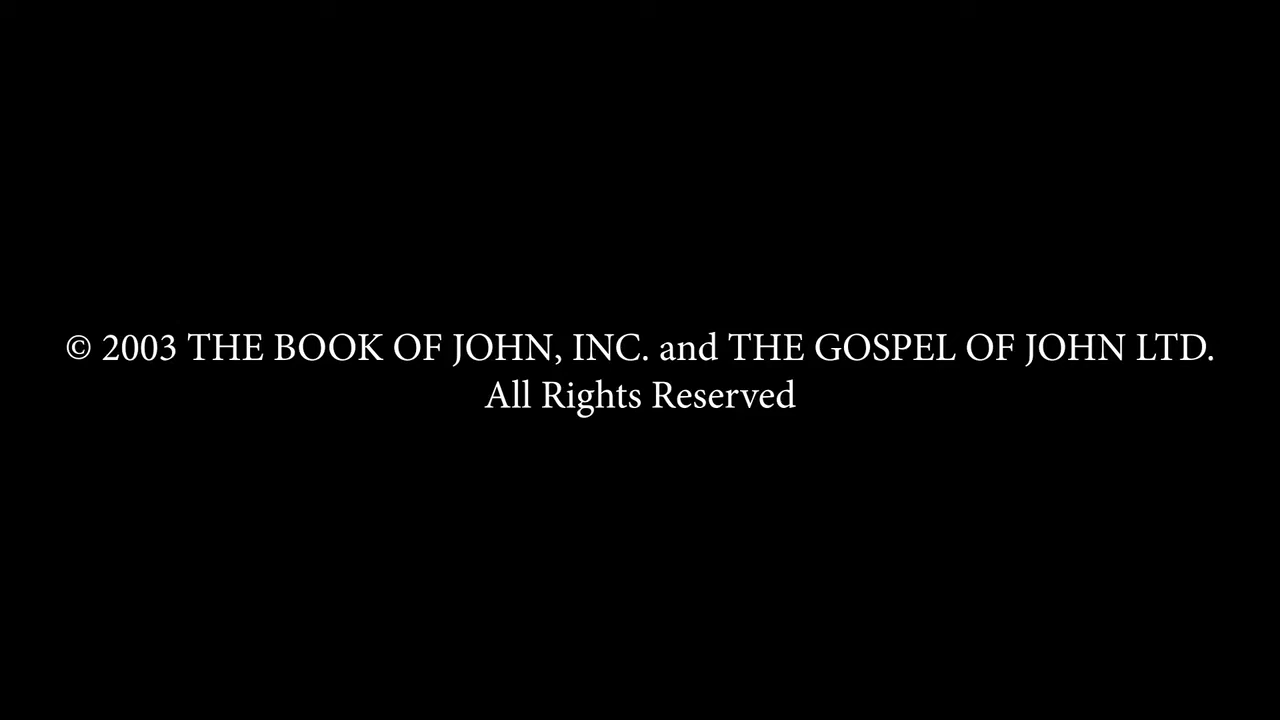 © 2003 THE BOOK OF JOHN, INC. and THE GOSPEL OF JOHN LTD.
All Rights Reserved